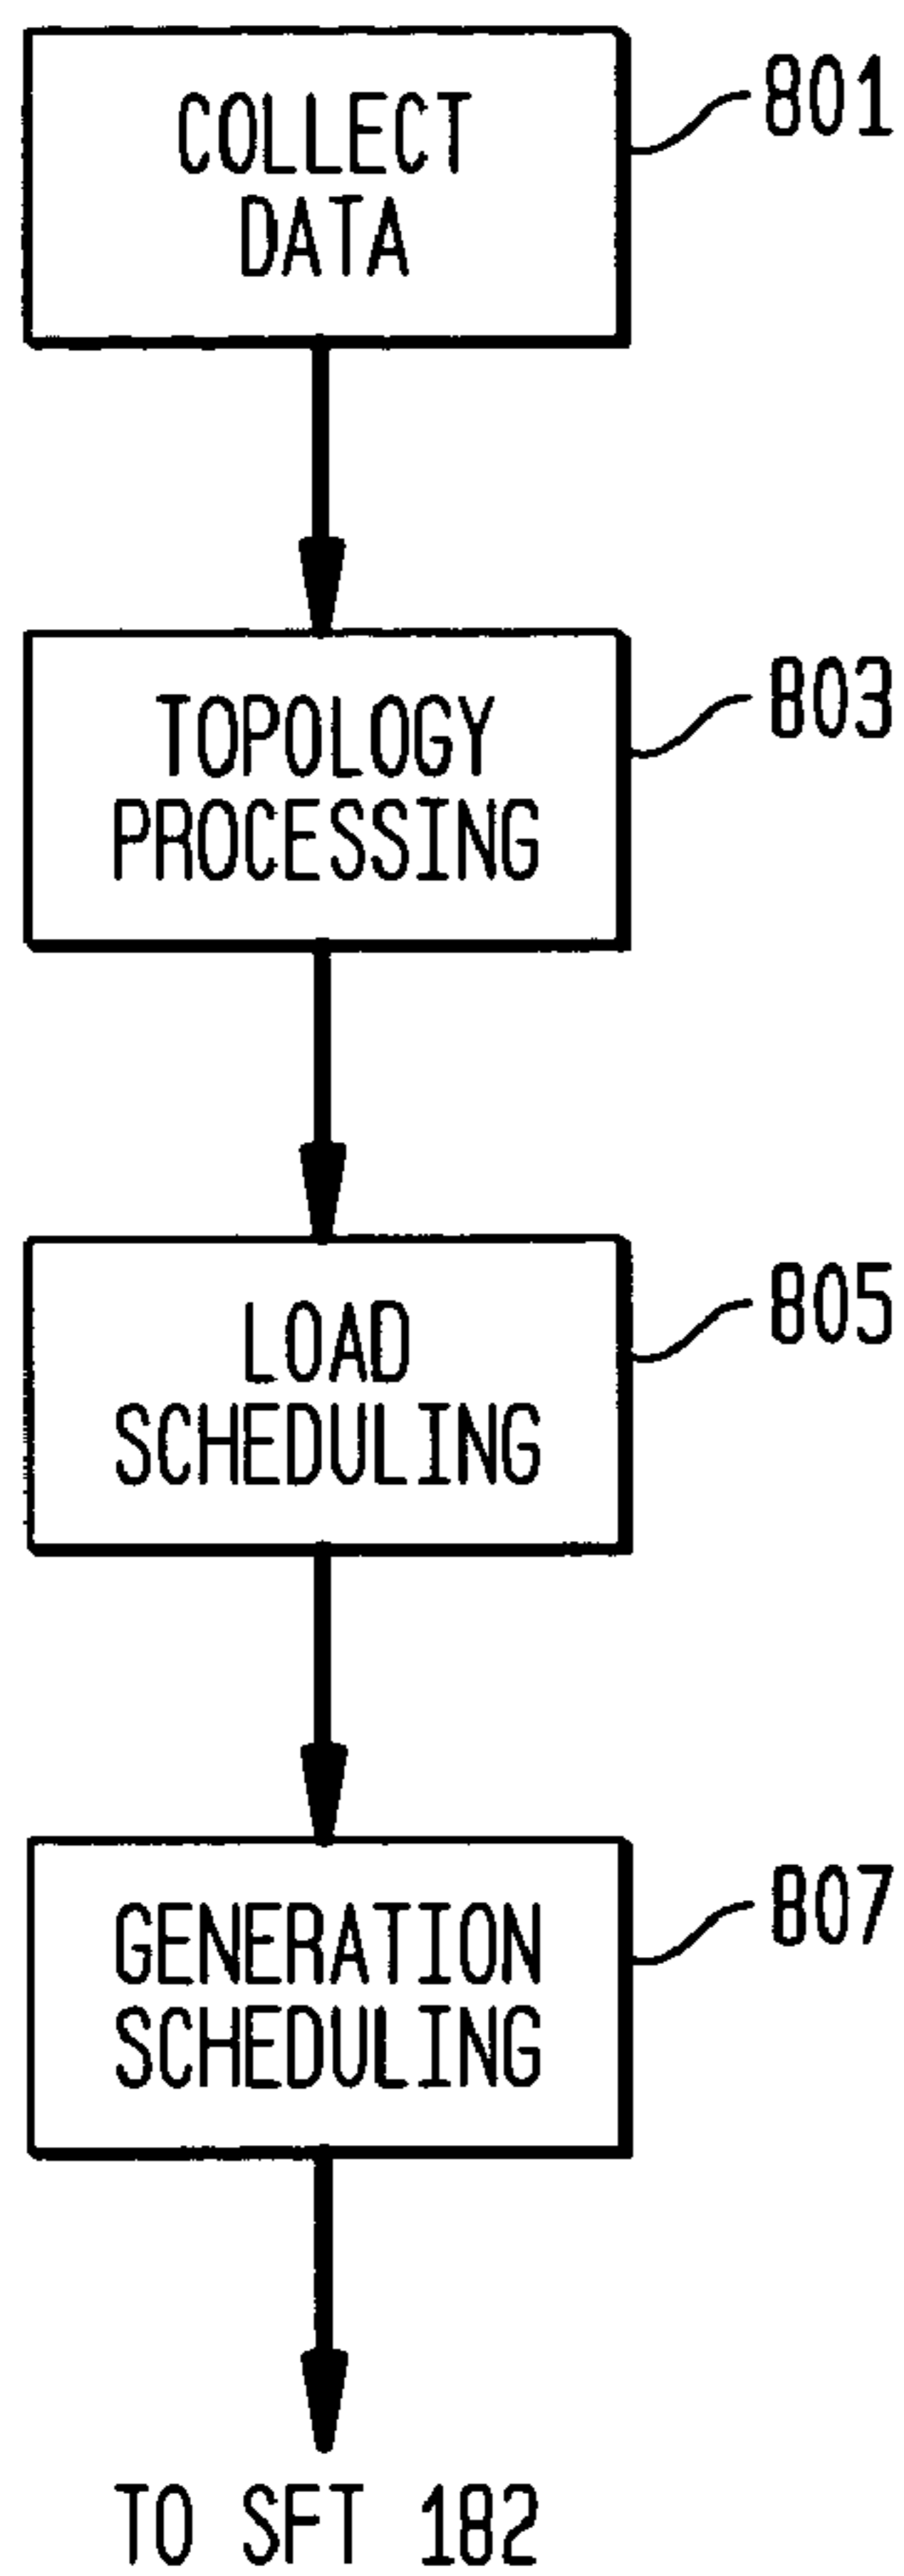 COLLECT
DATA
801
TOPOLOGY
PROCESSING
803
LOAD
SCHEDULING
805
GENERATION
SCHEDULING
807
TO SFT 182